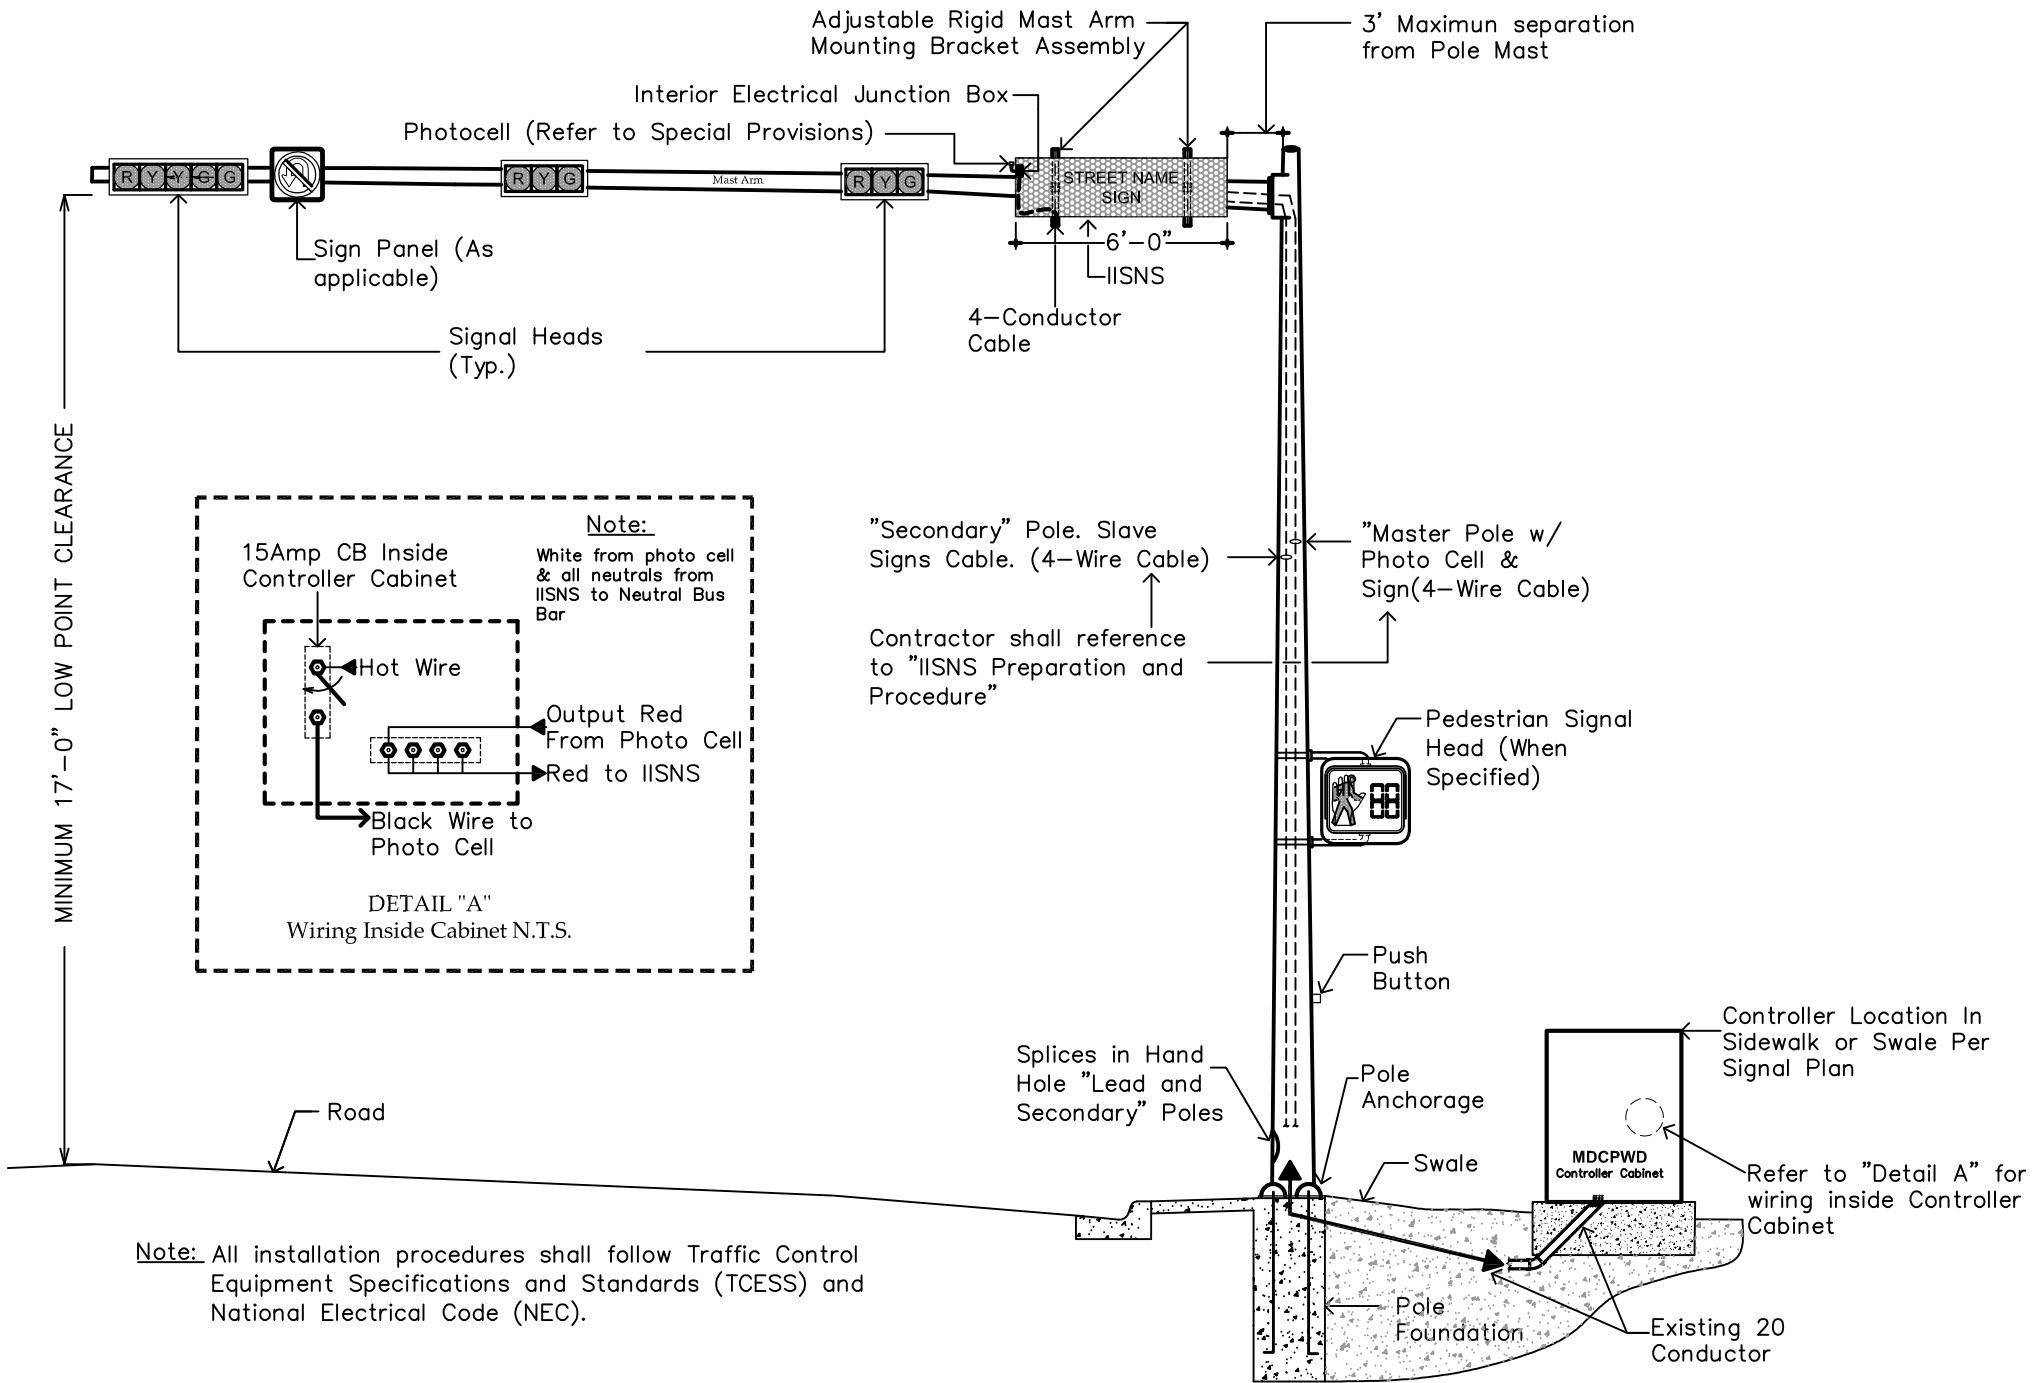 Adjustable Rigid Mast Arm
Mounting Bracket Assembly
3' Maximun separation
from Pole Mast
Interior Electrical Junction Box
Photocell (Refer to Special Provisions)
R Y Y G G
R Y G
Mast Arm
R Y G
STREET NAME
SIGN
6'-0"
IISNS
Sign Panel (As
applicable)
4-Conductor
Cable
Signal Heads
(Typ.)
MINIMUM 17'-0" LOW POINT CLEARANCE
Note:
White from photo cell
& all neutrals from
IISNS to Neutral Bus
Bar
15Amp CB Inside
Controller Cabinet
Hot Wire
Output Red
From Photo Cell
Red to IISNS
Black Wire to
Photo Cell
DETAIL "A"
Wiring Inside Cabinet N.T.S.
"Secondary" Pole. Slave
Signs Cable. (4-Wire Cable)
"Master Pole w/
Photo Cell &
Sign(4-Wire Cable)
Contractor shall reference
to "IISNS Preparation and
Procedure"
Pedestrian Signal
Head (When
Specified)
Push
Button
Splices in Hand
Hole "Lead and
Secondary" Poles
Pole
Anchorage
Controller Location In
Sidewalk or Swale Per
Signal Plan
Road
Swale
MDCPWD
Controller Cabinet
Refer to "Detail A" for
wiring inside Controller
Cabinet
Note: All installation procedures shall follow Traffic Control
Equipment Specifications and Standards (TCESS) and
National Electrical Code (NEC).
Pole
Foundation
Existing 20
Conductor